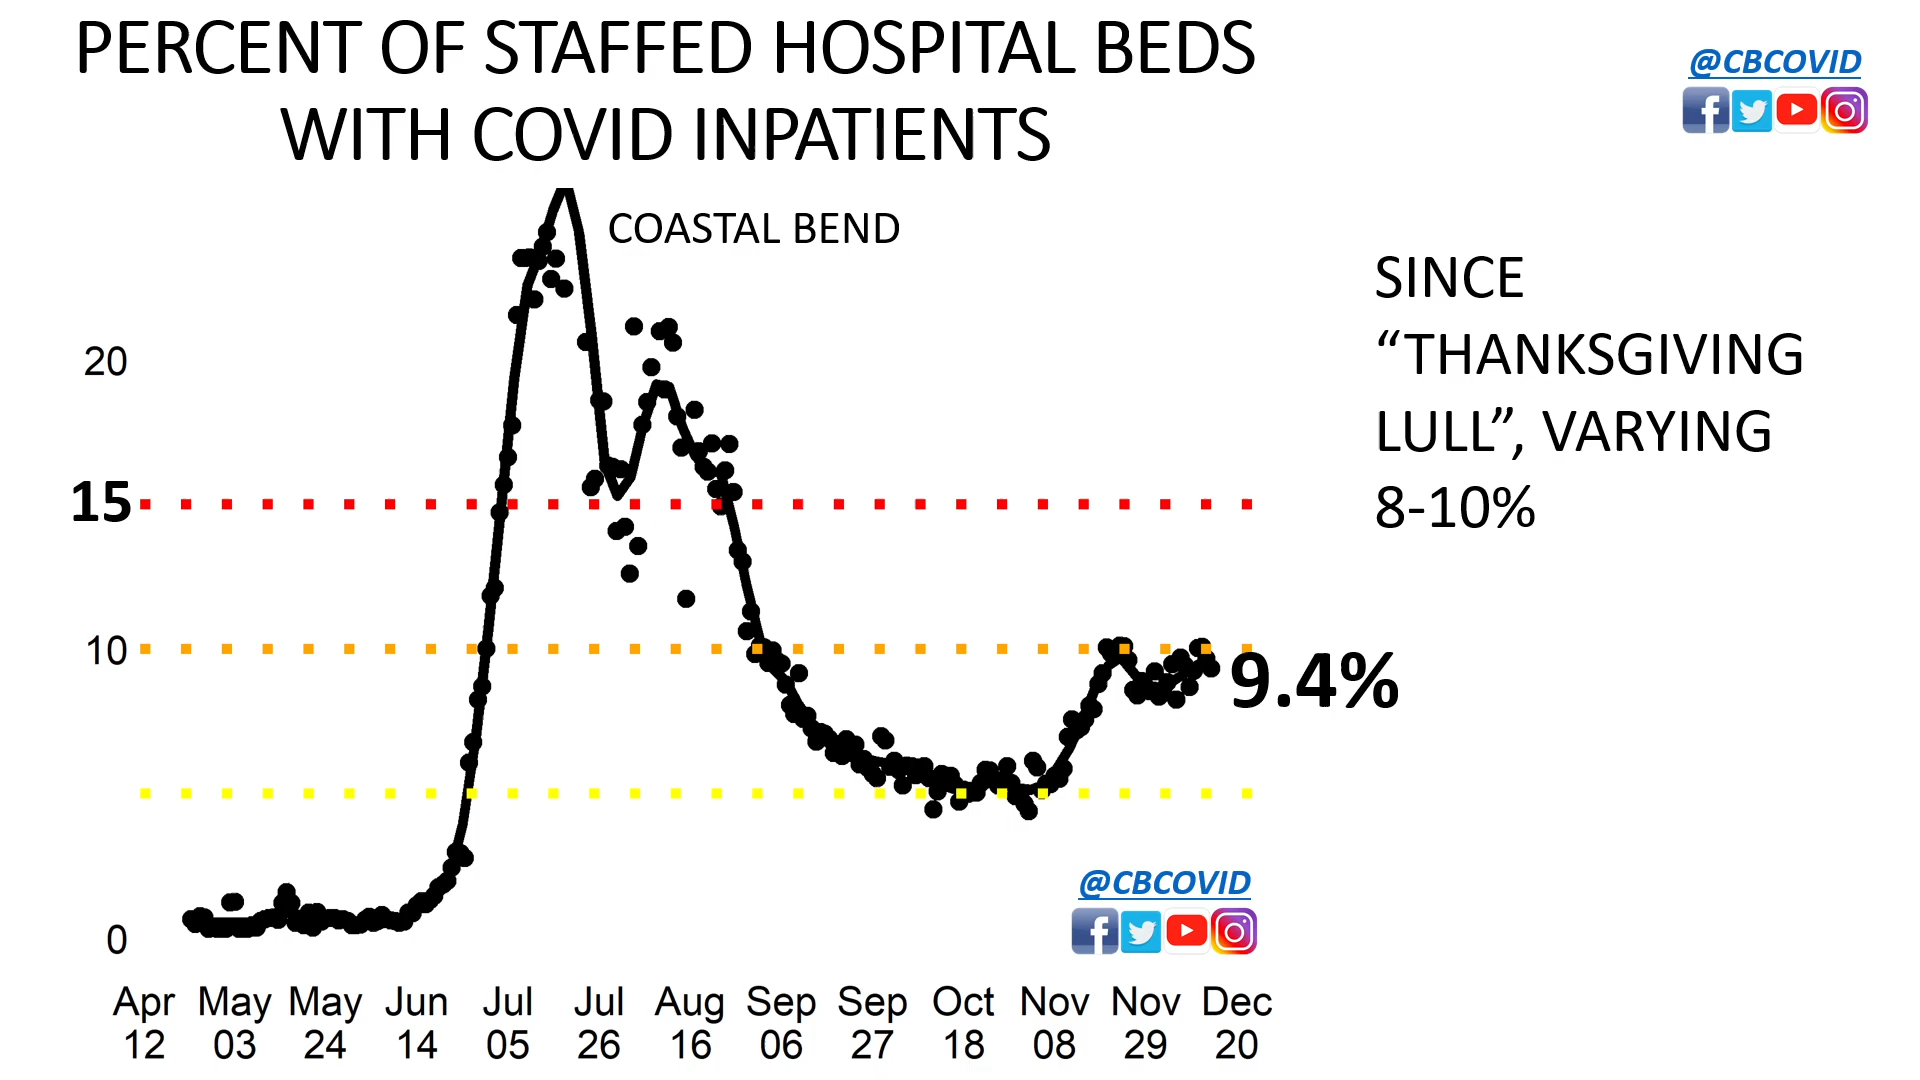 PERCENT OF STAFFED HOSPITAL BEDS
WITH COVID INPATIENTS
@CBCOVID
COASTAL BEND
SINCE
“THANKSGIVING
LULL”, VARYING
8-10%
20
15
10
9.4%
0
@CBCOVID
Apr May May Jun Jul Jul Aug Sep Sep Oct Nov Nov Dec
12 03 24 14 05 26 16 06 27 18 08 29 20